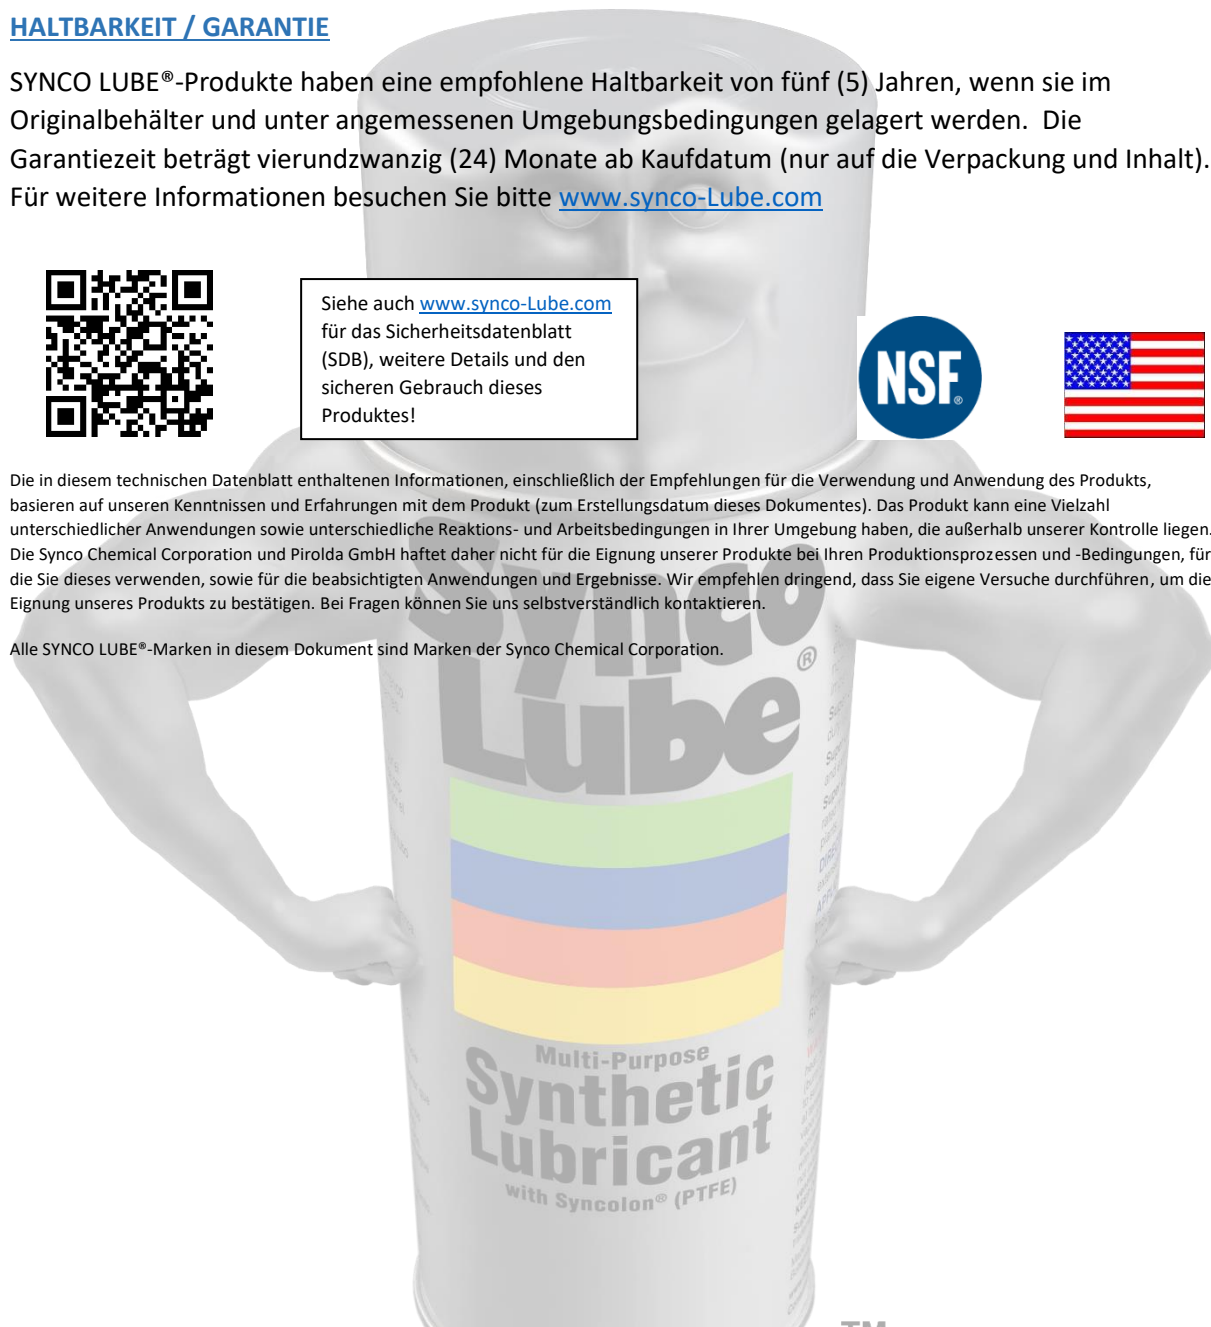 HALTBARKEIT / GARANTIE
SYNCO LUBE®-Produkte haben eine empfohlene Haltbarkeit von fünf (5) Jahren, wenn sie im
Originalbehälter und unter angemessenen Umgebungsbedingungen gelagert werden.  Die
Garantiezeit beträgt vierundzwanzig (24) Monate ab Kaufdatum (nur auf die Verpackung und Inhalt).
Für weitere Informationen besuchen Sie bitte www.synco-Lube.com
Siehe auch www.synco-Lube.com
für das Sicherheitsdatenblatt
(SDB), weitere Details und den
sicheren Gebrauch dieses
Produktes!
NSF®
Die in diesem technischen Datenblatt enthaltenen Informationen, einschließlich der Empfehlungen für die Verwendung und Anwendung des Produkts,
basieren auf unseren Kenntnissen und Erfahrungen mit dem Produkt (zum Erstellungsdatum dieses Dokumentes). Das Produkt kann eine Vielzahl
unterschiedlicher Anwendungen sowie unterschiedliche Reaktions- und Arbeitsbedingungen in Ihrer Umgebung haben, die außerhalb unserer Kontrolle liegen.
Die Synco Chemical Corporation und Pirolda GmbH haftet daher nicht für die Eignung unserer Produkte bei Ihren Produktionsprozessen und -Bedingungen, für
die Sie dieses verwenden, sowie für die beabsichtigten Anwendungen und Ergebnisse. Wir empfehlen dringend, dass Sie eigene Versuche durchführen, um die
Eignung unseres Produkts zu bestätigen. Bei Fragen können Sie uns selbstverständlich kontaktieren.
Alle SYNCO LUBE®-Marken in diesem Dokument sind Marken der Synco Chemical Corporation.
Synco
Lube®
Multi-Purpose
Synthetic
Lubricant
with Syncolon® (PTFE)
TM